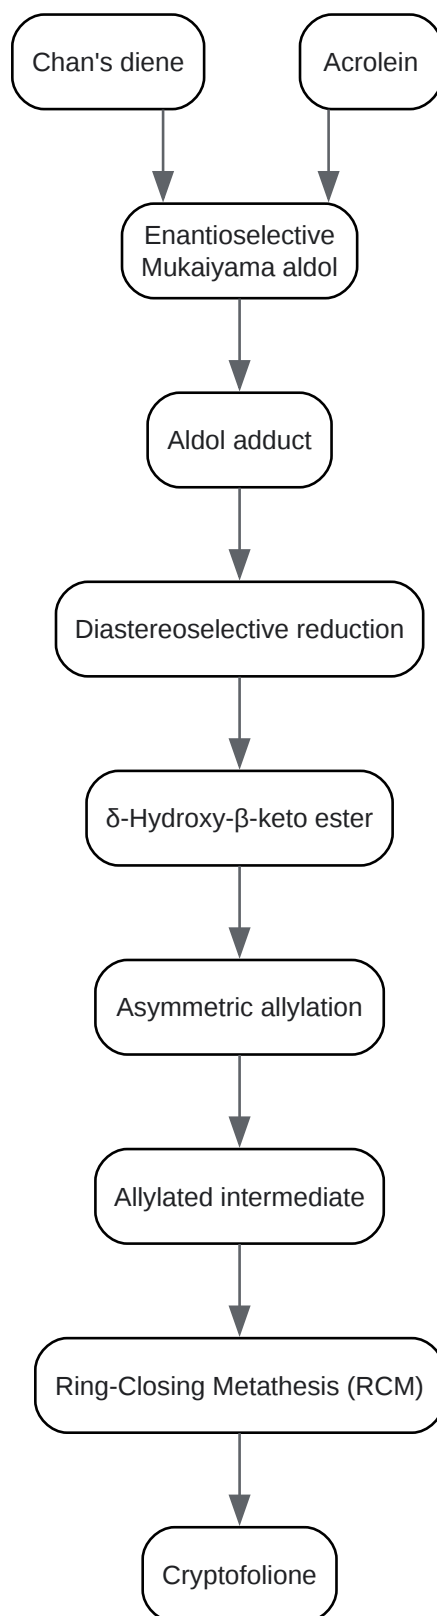 Chan's diene
Acrolein
Enantioselective
Mukaiyama aldol
Aldol adduct
Diastereoselective reduction
δ-Hydroxy-β-keto ester
Asymmetric allylation
Allylated intermediate
Ring-Closing Metathesis (RCM)
Cryptofolione